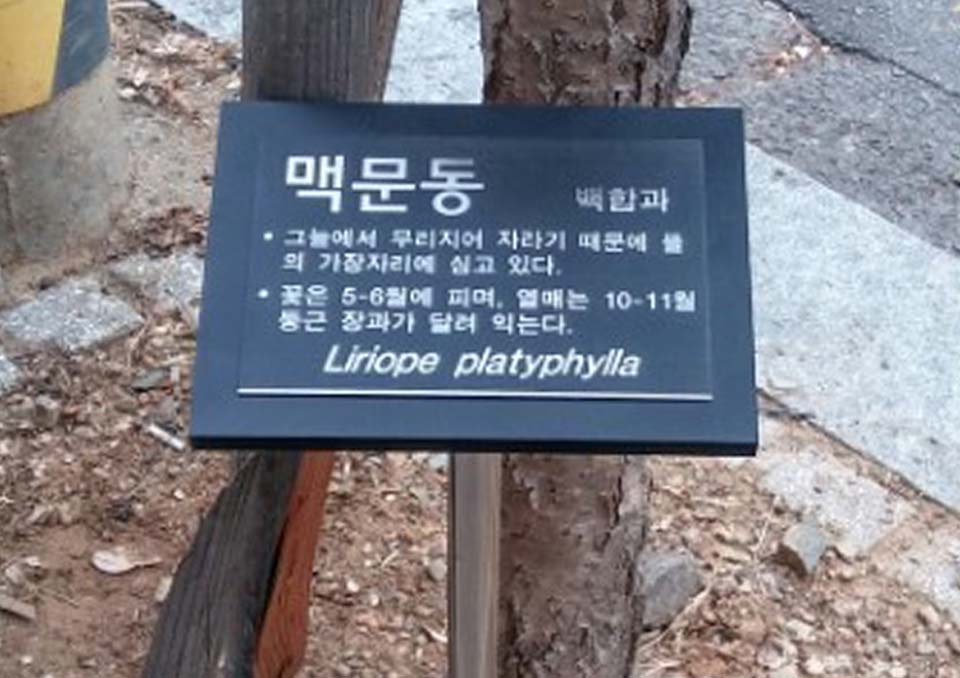 맥문동 백합과
• 그늘에서 무리지어 자라기 때문에 뜰
의 가장자리에 심고 있다.
• 꽃은 5-6월에 피며, 열매는 10-11월
둥근 장과가 달려 익는다.
Liriope platyphylla